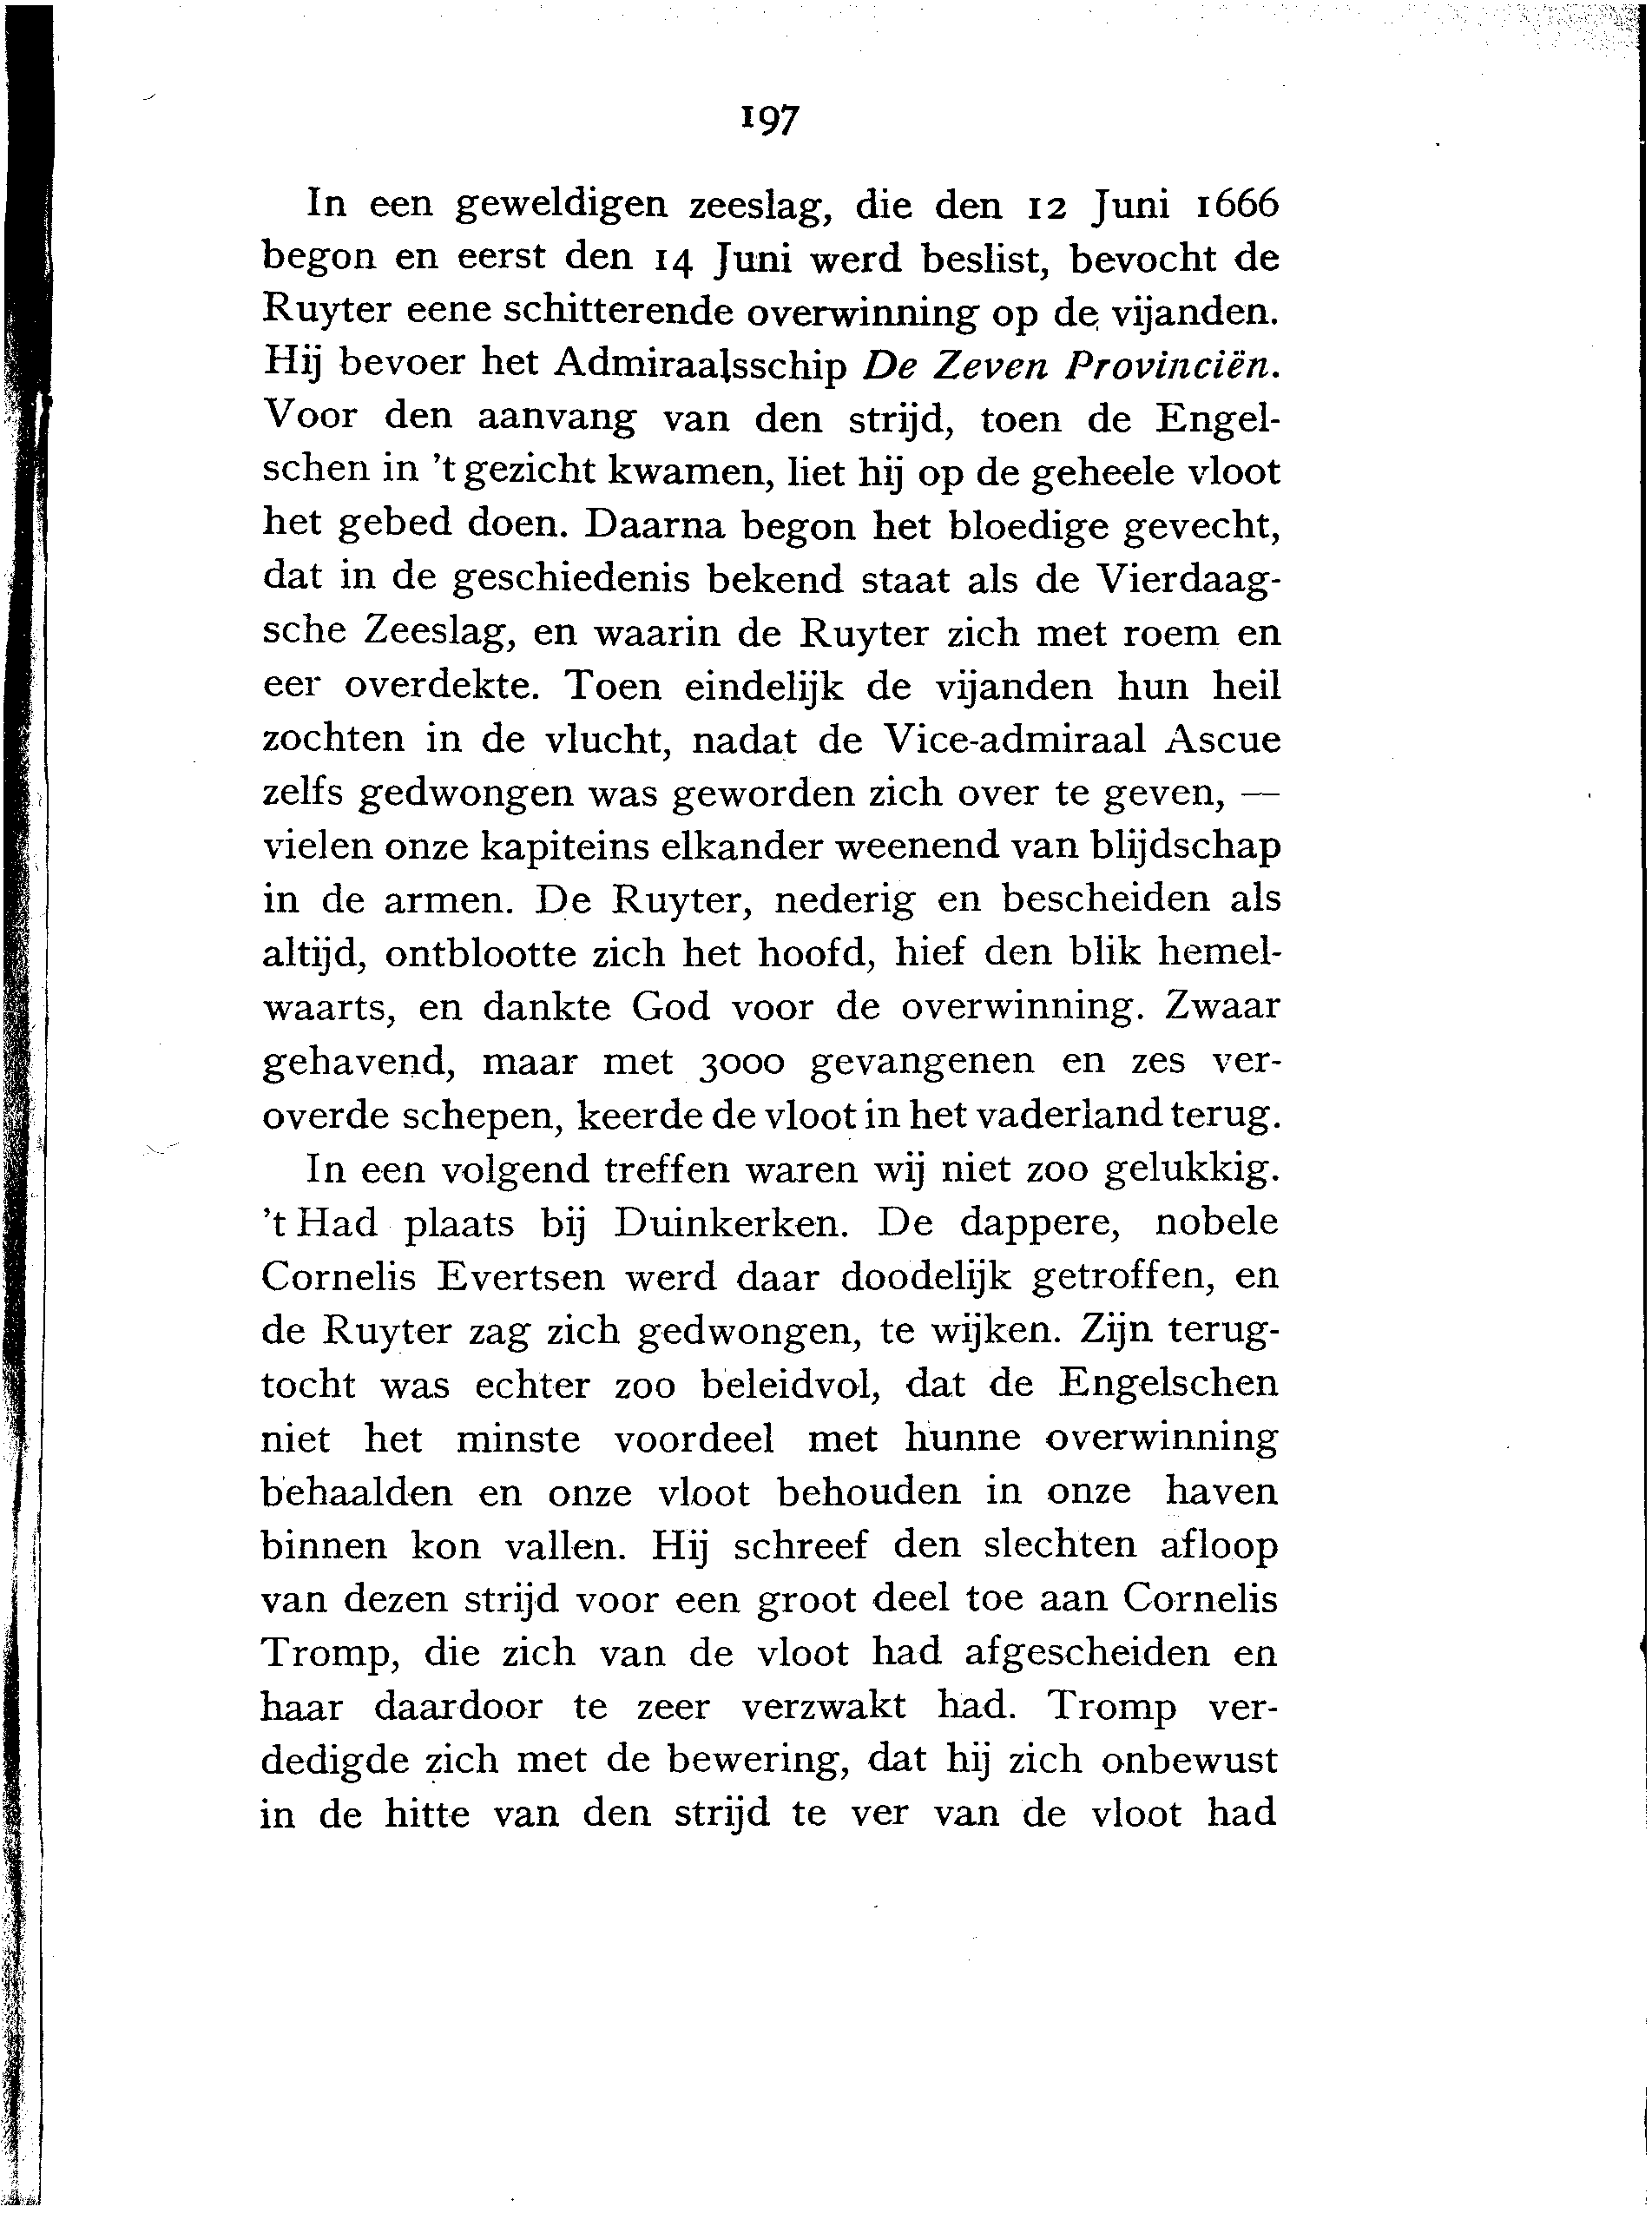 197
In een geweldigen zeeslag, die den 12 Juni 1666
begon en eerst den 14 Juni werd beslist, bevocht de
Ruyter eene schitterende overwinning op de vijanden.
Hij bevoer het Admiraalsschip De Zeven Provinciën.
Voor den aanvang van den strijd, toen de Engel-
schen in 't gezicht kwamen, liet hij op de geheele vloot
het gebed doen. Daarna begon het bloedige gevecht,
dat in de geschiedenis bekend staat als de Vierdaag-
sche Zeeslag, en waarin de Ruyter zich met roem en
eer overdekte. Toen eindelijk de vijanden hun heil
zochten in de vlucht, nadat de Vice-admiraal Ascue
zelfs gedwongen was geworden zich over te geven, —
vielen onze kapiteins elkander weenend van blijdschap
in de armen. De Ruyter, nederig en bescheiden als
altijd, ontblootte zich het hoofd, hief den blik hemel-
waarts, en dankte God voor de overwinning. Zwaar
gehavend, maar met 3000 gevangenen en zes ver-
overde schepen, keerde de vloot in het vaderland terug.
In een volgend treffen waren wij niet zoo gelukkig.
't Had plaats bij Duinkerken. De dappere, nobele
Cornelis Evertsen werd daar doodelijk getroffen, en
de Ruyter zag zich gedwongen, te wijken. Zijn terug-
tocht was echter zoo beleidvol, dat de Engelschen
niet het minste voordeel met hunne overwinning
behaalden en onze vloot behouden in onze haven
binnen kon vallen. Hij schreef den slechten afloop
van dezen strijd voor een groot deel toe aan Cornelis
Tromp, die zich van de vloot had afgescheiden en
haar daardoor te zeer verzwakt had. Tromp ver-
dedigde zich met de bewering, dat hij zich onbewust
in de hitte van den strijd te ver van de vloot had